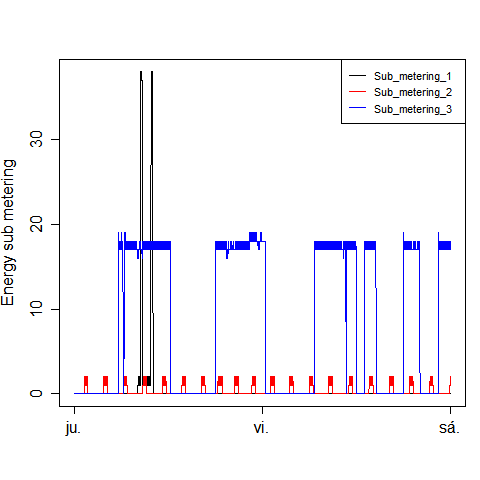 Sub_metering_1
Sub_metering_2
Sub_metering_3
Energy sub metering
30
20
10
0
ju.
vi.
sá.